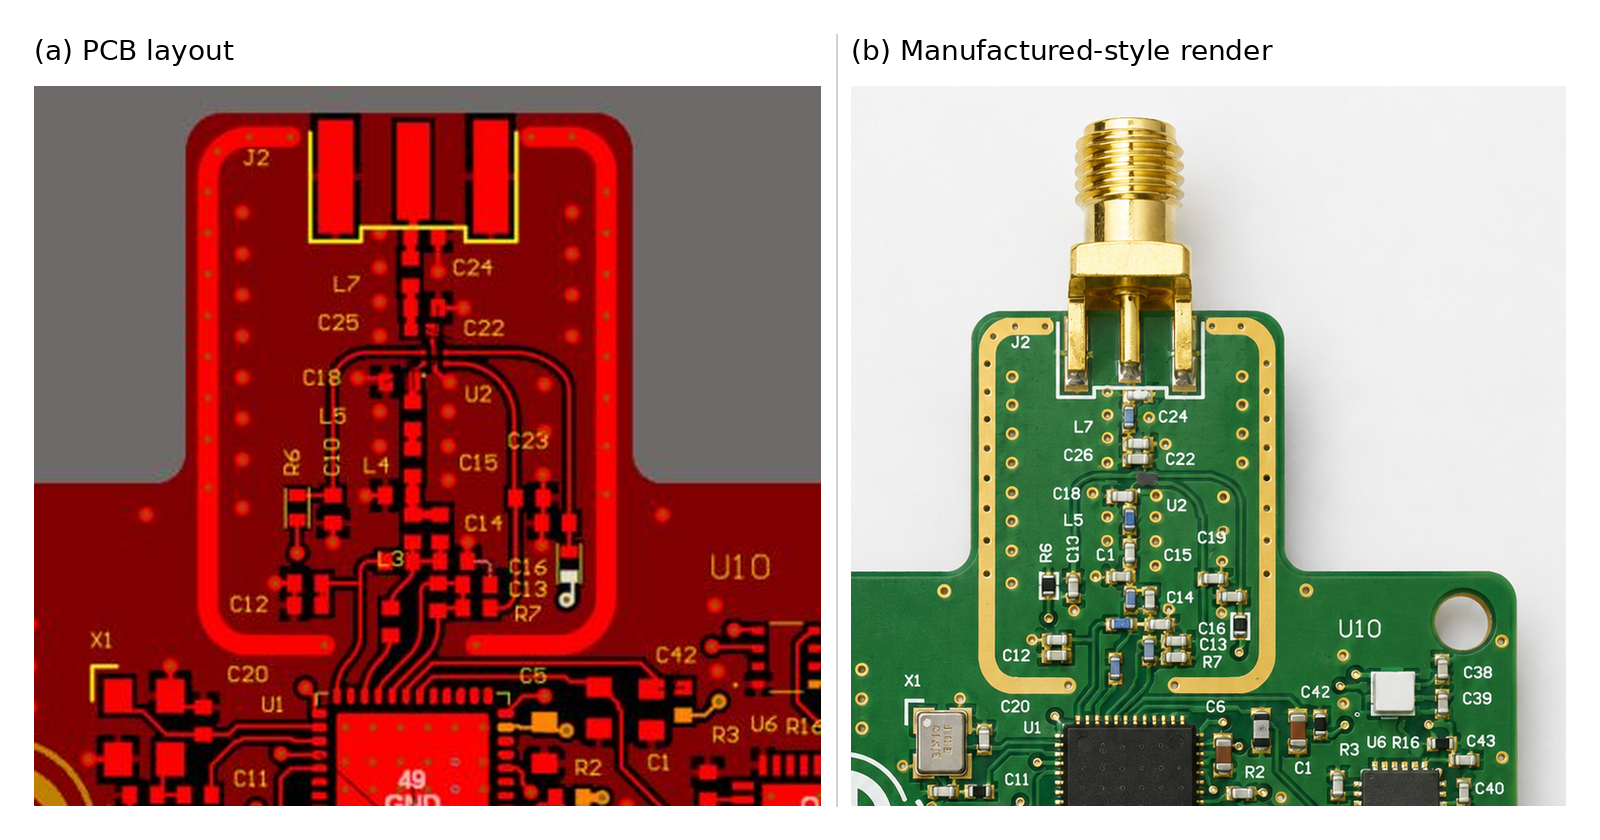 (a) PCB layout
J2
C24
L7
C25
C22
C18
U2
L5
C23
R6
C10
L4
C15
C14
L3
C16
C13
R7
C12
U10
X1
C20
C42
C5
U1
R3
U6 R16
C1
R2
C11
49
GND
(b) Manufactured-style render
J2
C24
L7
C26
C22
C18
U2
L5
C19
R6
C13
C1
C15
C14
C16
C13
R7
C12
U10
X1
C38
C20
C42
C39
C6
U1
R3
U6 R16
C43
C1
R2
C11
C40